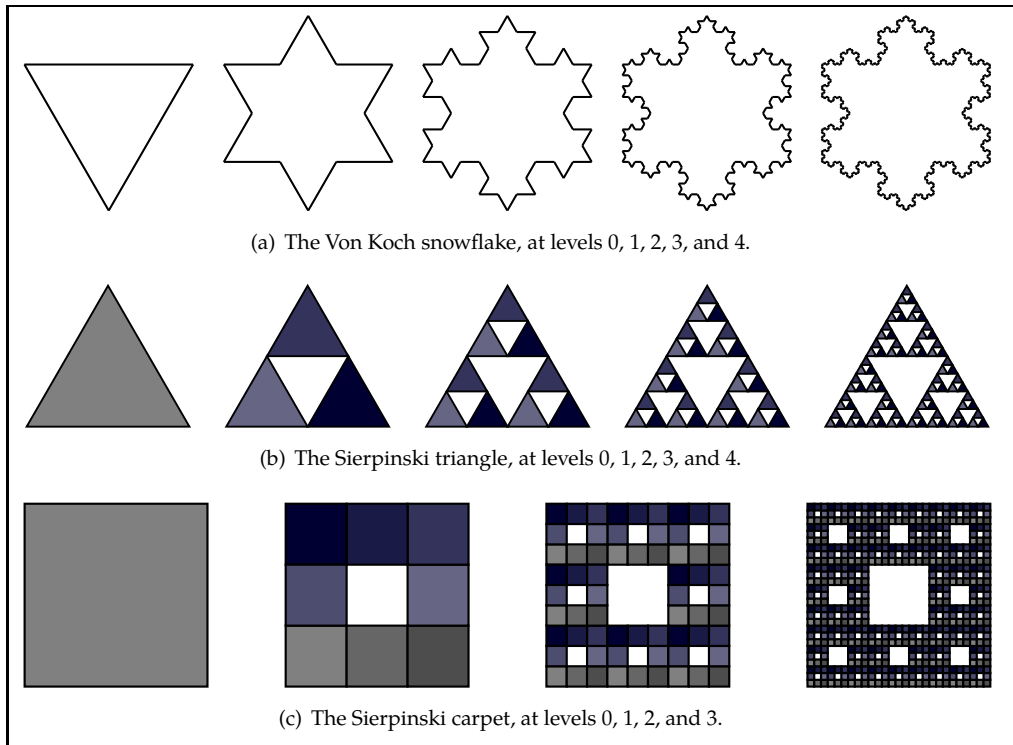 (a) The Von Koch snowflake, at levels 0, 1, 2, 3, and 4.
(b) The Sierpinski triangle, at levels 0, 1, 2, 3, and 4.
(c) The Sierpinski carpet, at levels 0, 1, 2, and 3.